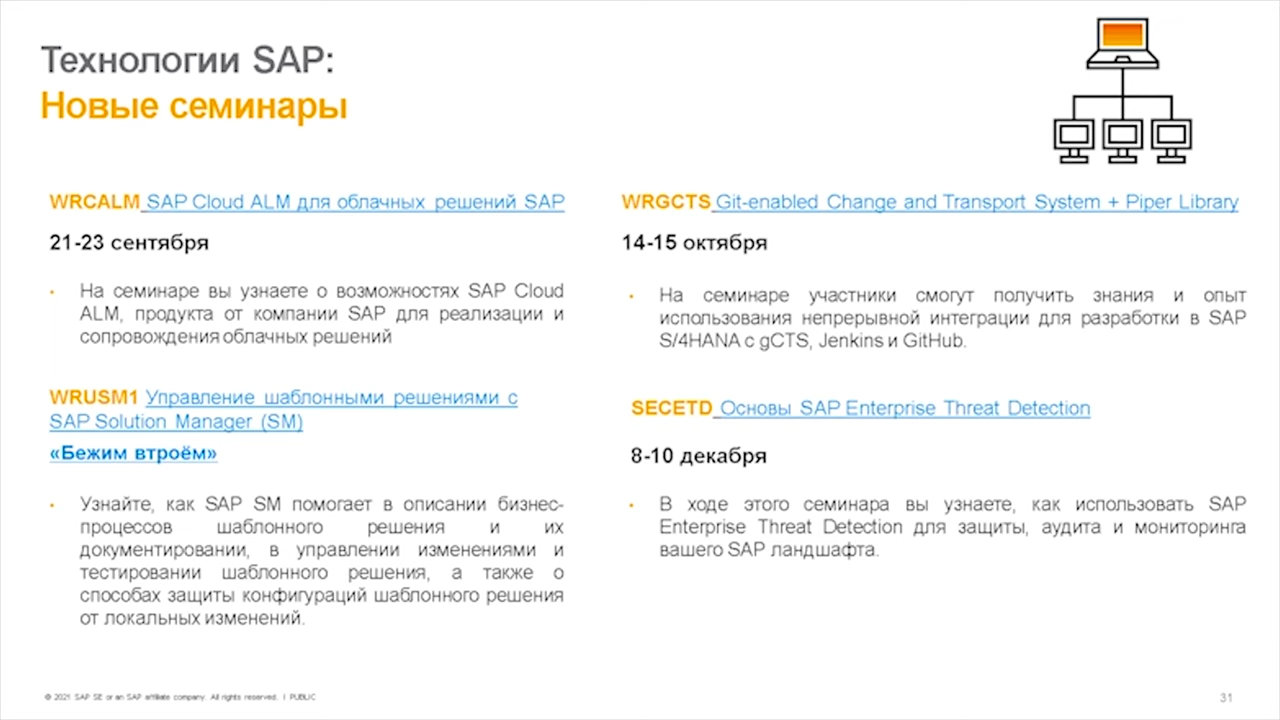 Технологии SAP:
Новые семинары
WRCALM SAP Cloud ALM для облачных решений SAP
21-23 сентября
• На семинаре вы узнаете о возможностях SAP Cloud
ALM, продукта от компании SAP для реализации и
сопровождения облачных решений
WRUSM1 Управление шаблонными решениями с
SAP Solution Manager (SM)
«Бежим втроём»
• Узнайте, как SAP SM помогает в описании бизнес-
процессов шаблонного решения и их
документировании, в управлении изменениями и
тестировании шаблонного решения, а также о
способах защиты конфигураций шаблонного решения
от локальных изменений.
WRGCTS Git-enabled Change and Transport System + Piper Library
14-15 октября
• На семинаре участники смогут получить знания и опыт
использования непрерывной интеграции для разработки в SAP
S/4HANA с gCTS, Jenkins и GitHub.
SECETD Основы SAP Enterprise Threat Detection
8-10 декабря
• В ходе этого семинара вы узнаете, как использовать SAP
Enterprise Threat Detection для защиты, аудита и мониторинга
вашего SAP ландшафта.
© 2021 SAP SE or an SAP affiliate company. All rights reserved. | PUBLIC
31